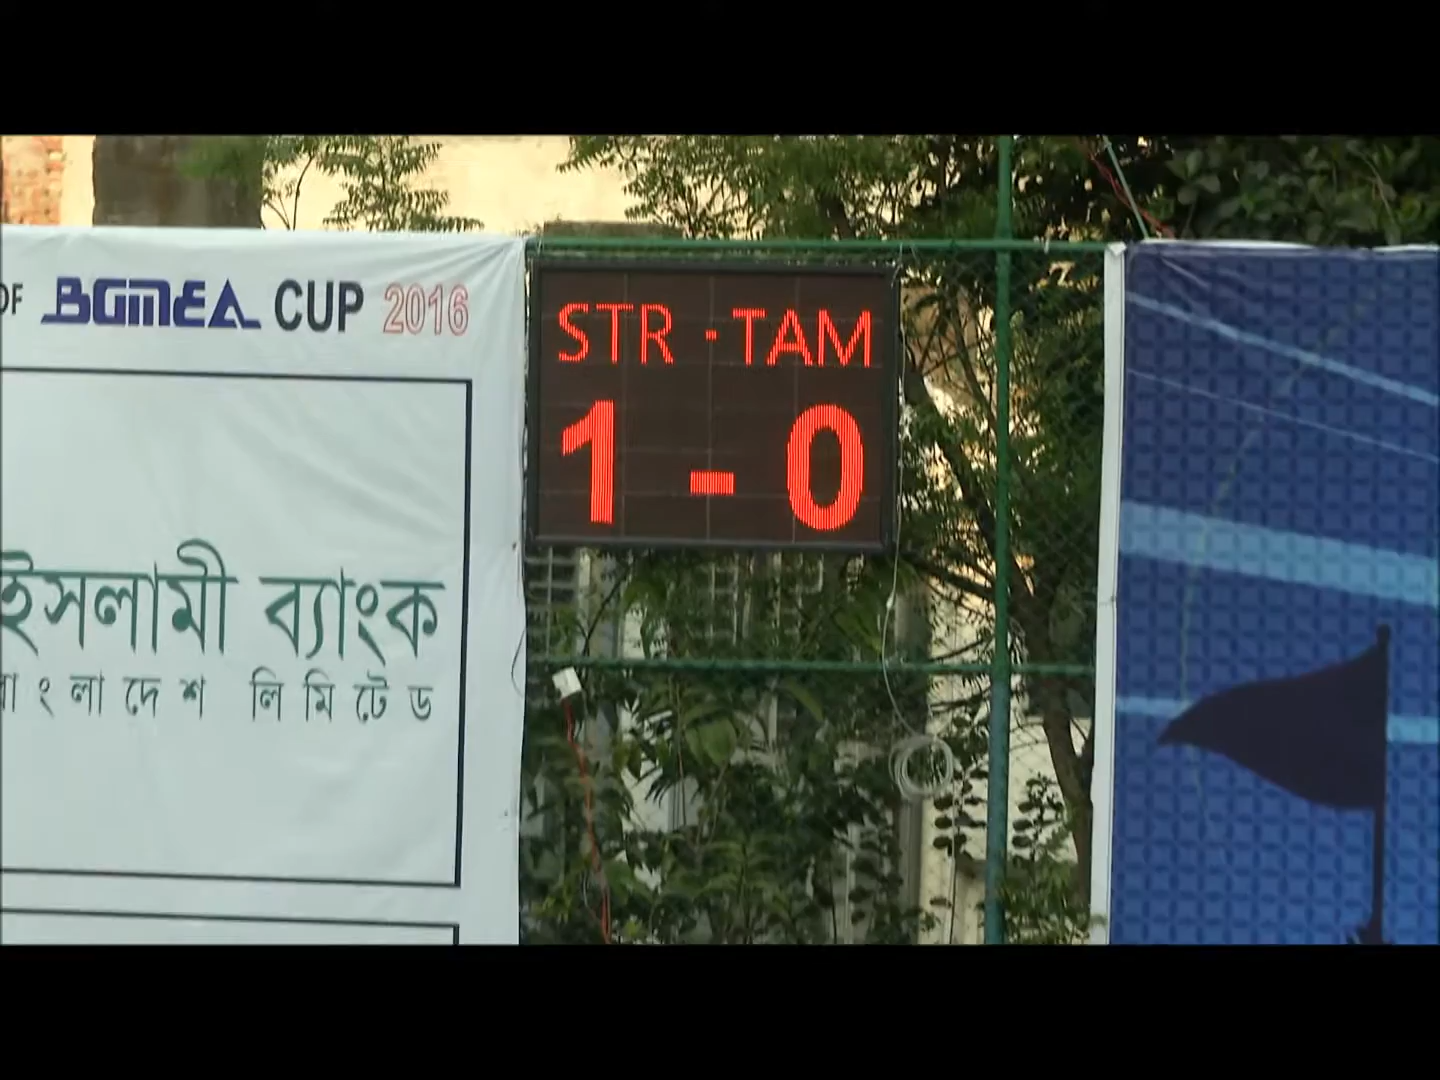 OF BGMEA CUP 2016
ইসলামী ব্যাংক
বাংলাদেশ লিমিটেড
STR · TAM
1 - 0